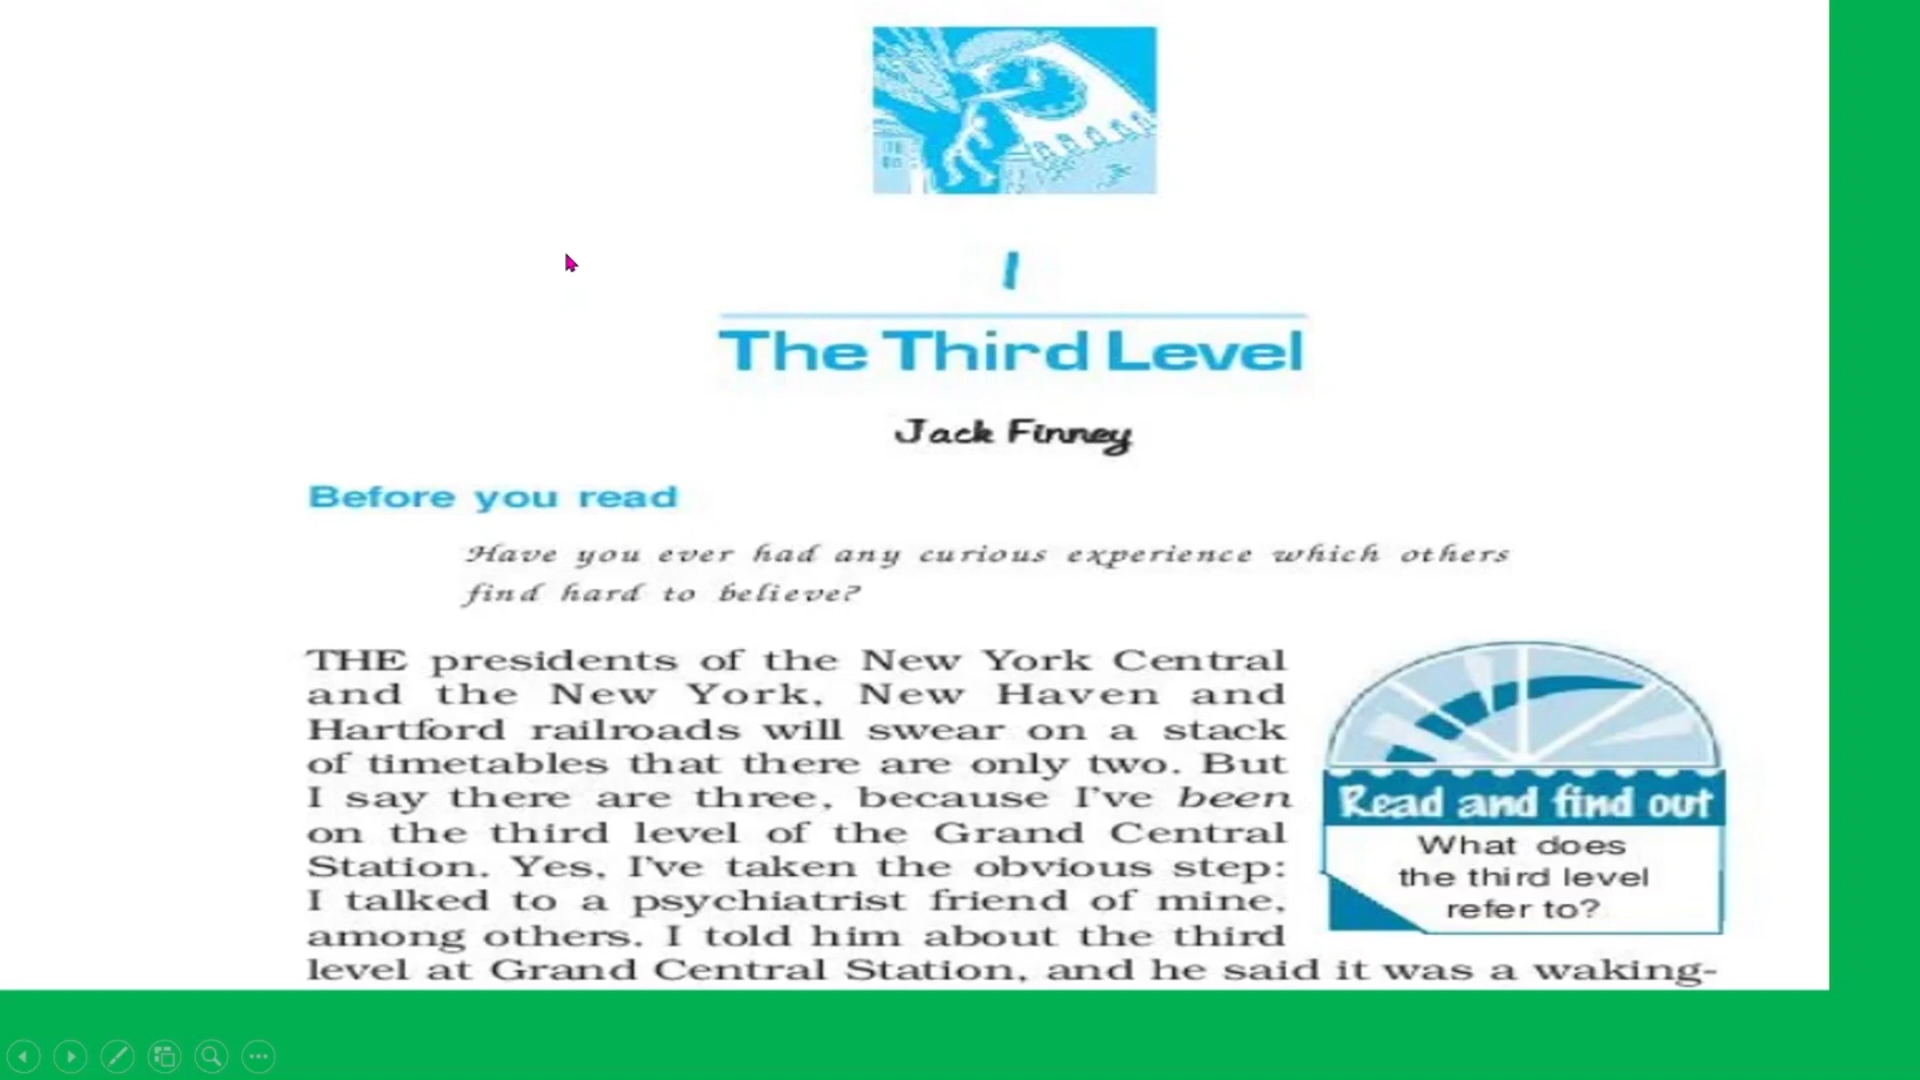 1
The Third Level
Jack Finney
Before you read
Have you ever had any curious experience which others
find hard to believe?
THE presidents of the New York Central
and the New York, New Haven and
Hartford railroads will swear on a stack
of timetables that there are only two. But
I say there are three, because I've been
on the third level of the Grand Central
Station. Yes, I've taken the obvious step:
I talked to a psychiatrist friend of mine,
among others. I told him about the third
level at Grand Central Station, and he said it was a waking-
Read and find out
What does
the third level
refer to?